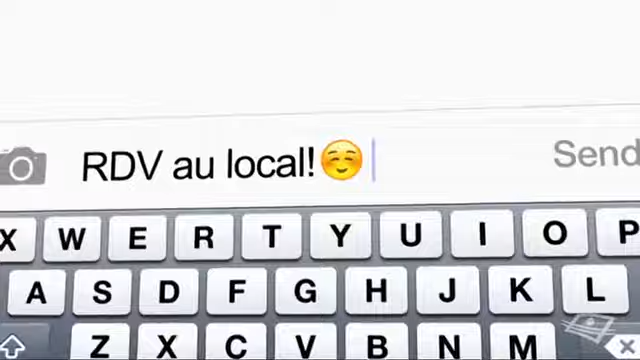 RDV au local!☺️
Send
X W E R T Y U I O P
A S D F G H J K L
Z X C V B N M